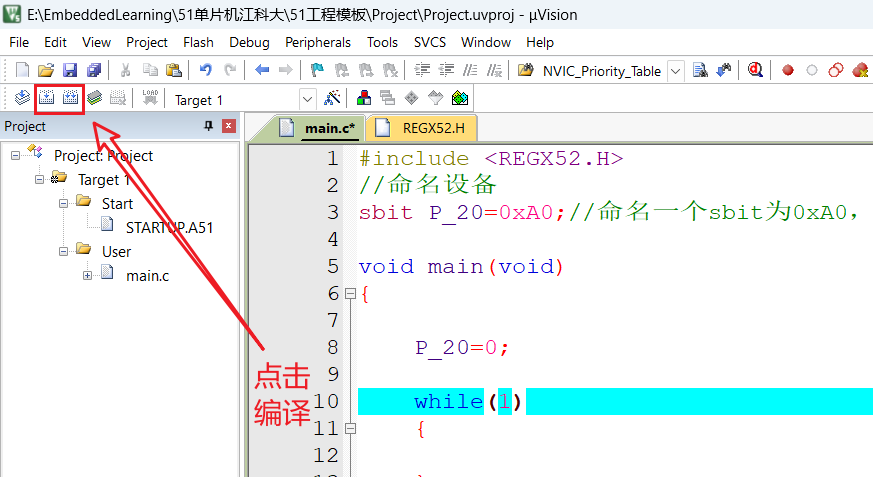 E:\EmbeddedLearning\51单片机江科大\51工程模板\Project\Project.uvproj - µVision
File Edit View Project Flash Debug Peripherals Tools SVCS Window Help
NVIC_Priority_Table
LOAD
Target 1
Project
main.c* REGX52.H
Project: Project
Target 1
Start
STARTUP.A51
User
main.c
点击
编译
1 #include <REGX52.H>
2 //命名设备
3 sbit P_20=0xA0;//命名一个sbit为0xA0,
4
5 void main(void)
6 {
7
8 P_20=0;
9
10 while(1)
11 {
12